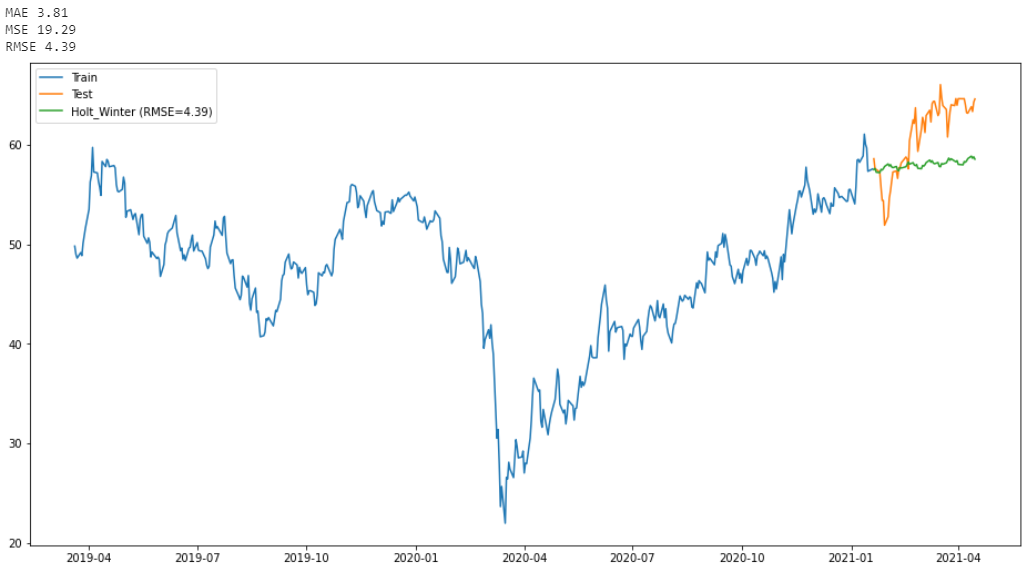 MAE 3.81
MSE 19.29
RMSE 4.39
Train
Test
Holt_Winter (RMSE=4.39)
60
50
40
30
20
2019-04 2019-07 2019-10 2020-01 2020-04 2020-07 2020-10 2021-01 2021-04